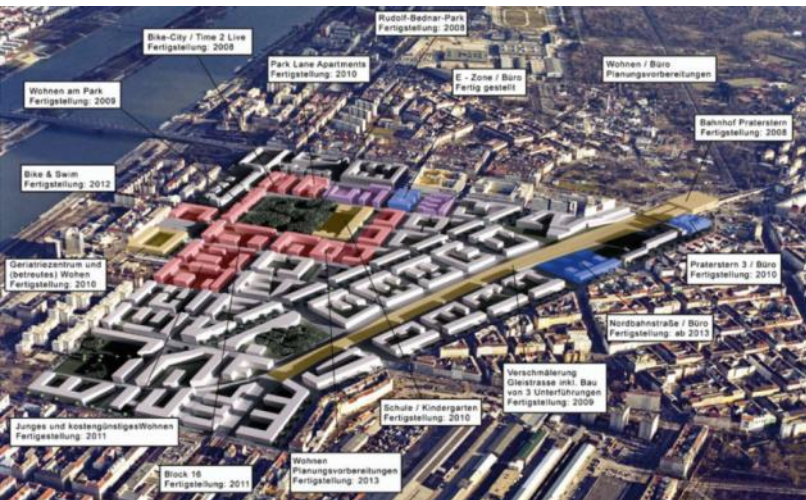 Rudolf-Bednar-Park
Fertigstellung: 2008
Bike-City / Time 2 Live
Fertigstellung: 2008
Park Lane Apartments
Fertigstellung: 2010
E - Zone / Büro
Fertig gestellt
Wohnen / Büro
Planungsvorbereitungen
Wohnen am Park
Fertigstellung: 2009
Bahnhof Praterstern
Fertigstellung: 2008
Bike & Swim
Fertigstellung: 2012
Geriatriezentrum und
(betreutes) Wohen
Fertigstellung: 2010
Praterstern 3 / Büro
Fertigstellung: 2010
Nordbahnstraße / Büro
Fertigstellung: ab 2013
Verschmälerung
Gleistrasse inkl. Bau
von 3 Unterführungen
Fertigstellung: 2009
Schule / Kindergarten
Fertigstellung: 2010
Junges und kostengünstigesWohnen
Fertigestellung: 2011
Block 16
Fertigstellung: 2011
Wohnen
Planungsvorbereitungen
Fertigstellung: 2013